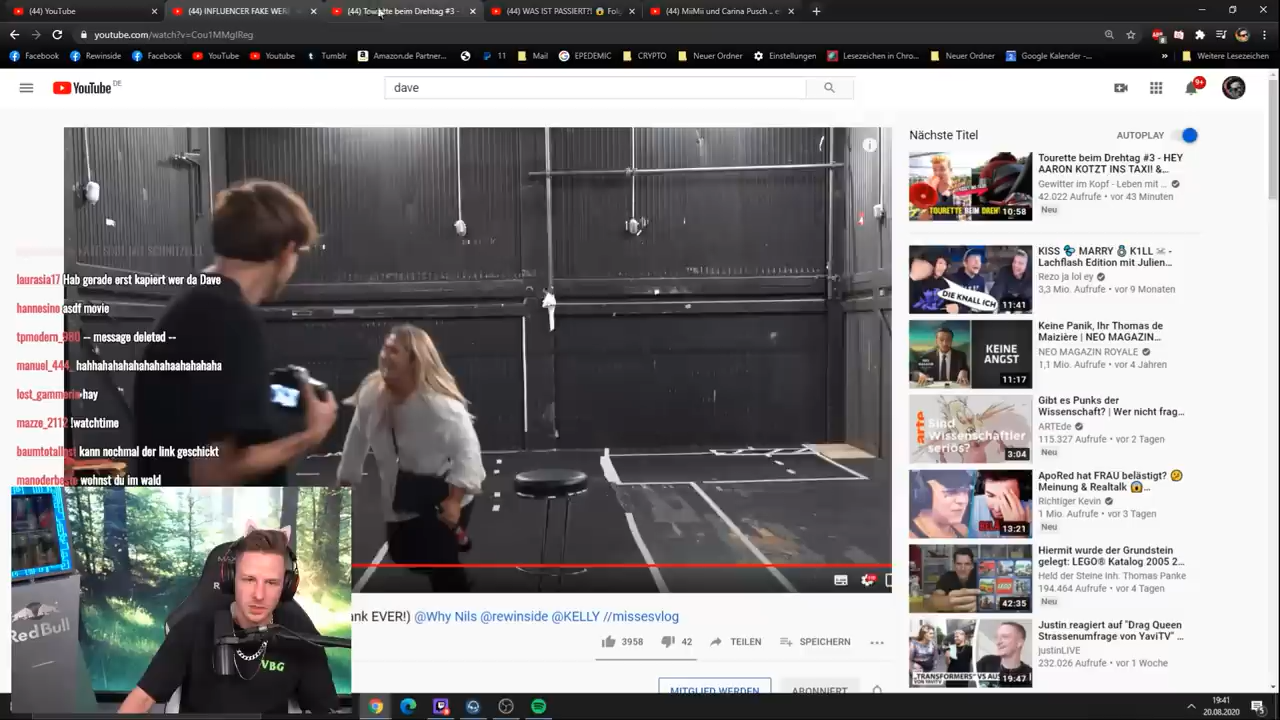 (44) YouTube
(44) INFLUENCER FAKE WER
(44) Tourette beim Drehtag #3 -
(44) WAS IST PASSIERT?!
(44) MiiMii und Carina Pusch - e
youtube.com/watch?v=Cou1MMgIReg
Facebook
Rewinside
Facebook
YouTube
Youtube
Tumblr
Amazon.de Partner...
11
Mail
EPEDEMIC
CRYPTO
Neuer Ordner
Einstellungen
Lesezeichen in Chro...
Neuer Ordner
Google Kalender -...
»
Weitere Lesezeichen
YouTube DE
dave
9+
Nächste Titel
AUTOPLAY
Tourette beim Drehtag #3 - HEY
AARON KOTZT INS TAXI! &...
Gewitter im Kopf - Leben mit ...
42.022 Aufrufe • vor 43 Minuten
Neu
10:58
KISS MARRY K1LL -
Lachflash Edition mit Julien...
Rezo ja lol ey
3,3 Mio. Aufrufe • vor 9 Monaten
DIE KNALL ICH
11:41
Keine Panik, Ihr Thomas de
Maizière | NEO MAGAZIN...
NEO MAGAZIN ROYALE
1,1 Mio. Aufrufe • vor 4 Jahren
KEINE
ANGST
11:17
Gibt es Punks der
Wissenschaft? | Wer nicht frag...
ARTEde
115.327 Aufrufe • vor 2 Tagen
Neu
arte
Sind
Wissenschaftler
seriös?
3:04
ApoRed hat FRAU belästigt?
Meinung & Realtalk
Richtiger Kevin
1 Mio. Aufrufe • vor 3 Tagen
Neu
13:21
Hiermit wurde der Grundstein
gelegt: LEGO® Katalog 2005 2...
Held der Steine Inh. Thomas Panke
194.464 Aufrufe • vor 4 Tagen
Neu
42:35
Justin reagiert auf "Drag Queen
Strassenumfrage von YaviTV" ...
justinLIVE
232.026 Aufrufe • vor 1 Woche
19:47
laurasia17 Hab gerade erst kapiert wer da Dave
hannesino asdf movie
tpmodern_980 -- message deleted --
manuel_444_ hahhahahahahahahaahahahaha
hay
mazze_2112 !watchtime
kann nochmal der link geschickt
wohnst du im wald
Red Bull
VBG
nk EVER!) @Why Nils @rewinside @KELLY //missesvlog
3958
42
TEILEN
SPEICHERN
MITGLIED WERDEN
ABONNIERT
19:41
20.08.2020